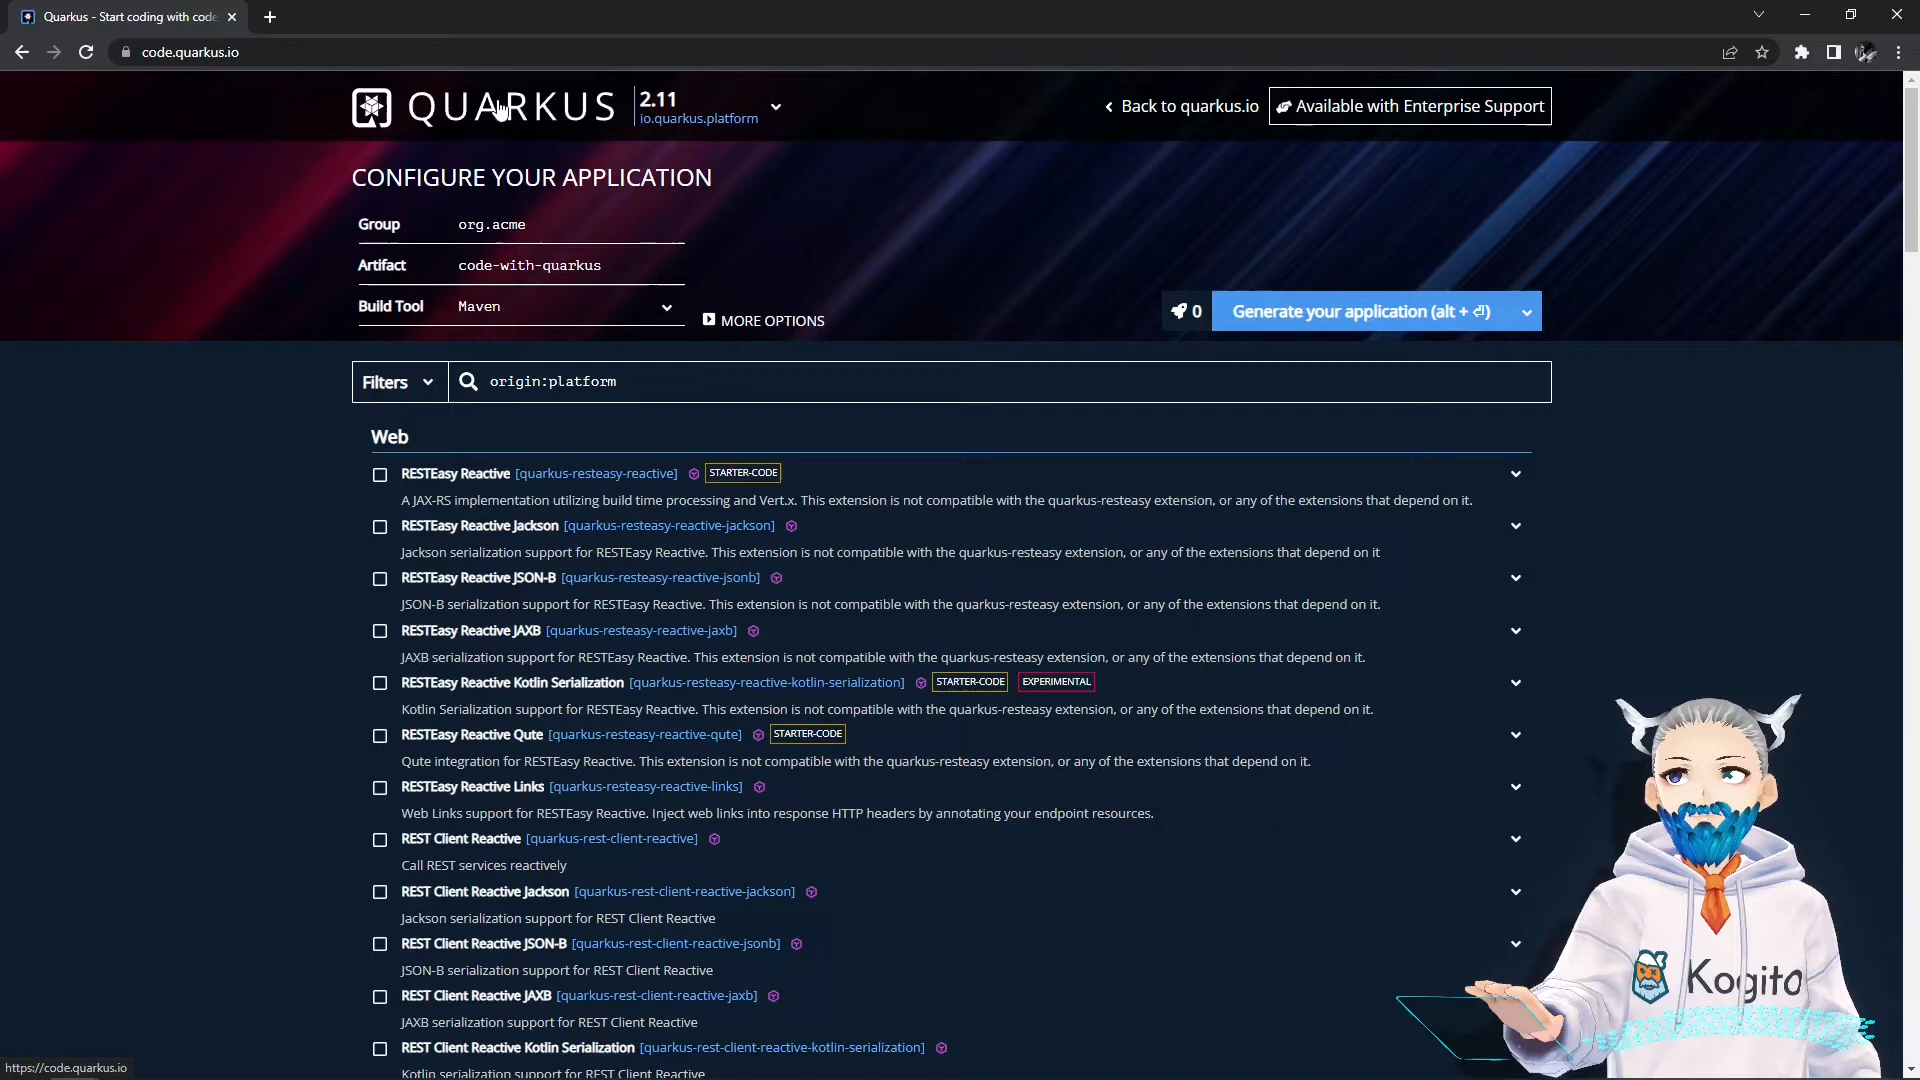 Quarkus - Start coding with code
code.quarkus.io
QUARKUS
2.11
io.quarkus.platform
Back to quarkus.io
Available with Enterprise Support
CONFIGURE YOUR APPLICATION
Group org.acme
Artifact code-with-quarkus
Build Tool Maven
MORE OPTIONS
0
Generate your application (alt + ⏎)
Filters
origin:platform
Web
RESTEasy Reactive [quarkus-resteasy-reactive] STARTER-CODE
A JAX-RS implementation utilizing build time processing and Vert.x. This extension is not compatible with the quarkus-resteasy extension, or any of the extensions that depend on it.
RESTEasy Reactive Jackson [quarkus-resteasy-reactive-jackson]
Jackson serialization support for RESTEasy Reactive. This extension is not compatible with the quarkus-resteasy extension, or any of the extensions that depend on it
RESTEasy Reactive JSON-B [quarkus-resteasy-reactive-jsonb]
JSON-B serialization support for RESTEasy Reactive. This extension is not compatible with the quarkus-resteasy extension, or any of the extensions that depend on it.
RESTEasy Reactive JAXB [quarkus-resteasy-reactive-jaxb]
JAXB serialization support for RESTEasy Reactive. This extension is not compatible with the quarkus-resteasy extension, or any of the extensions that depend on it.
RESTEasy Reactive Kotlin Serialization [quarkus-resteasy-reactive-kotlin-serialization] STARTER-CODE EXPERIMENTAL
Kotlin Serialization support for RESTEasy Reactive. This extension is not compatible with the quarkus-resteasy extension, or any of the extensions that depend on it.
RESTEasy Reactive Qute [quarkus-resteasy-reactive-qute] STARTER-CODE
Qute integration for RESTEasy Reactive. This extension is not compatible with the quarkus-resteasy extension, or any of the extensions that depend on it.
RESTEasy Reactive Links [quarkus-resteasy-reactive-links]
Web Links support for RESTEasy Reactive. Inject web links into response HTTP headers by annotating your endpoint resources.
REST Client Reactive [quarkus-rest-client-reactive]
Call REST services reactively
REST Client Reactive Jackson [quarkus-rest-client-reactive-jackson]
Jackson serialization support for REST Client Reactive
REST Client Reactive JSON-B [quarkus-rest-client-reactive-jsonb]
JSON-B serialization support for REST Client Reactive
REST Client Reactive JAXB [quarkus-rest-client-reactive-jaxb]
JAXB serialization support for REST Client Reactive
REST Client Reactive Kotlin Serialization [quarkus-rest-client-reactive-kotlin-serialization]
Kotlin serialization support for REST Client Reactive
Kogito
https://code.quarkus.io